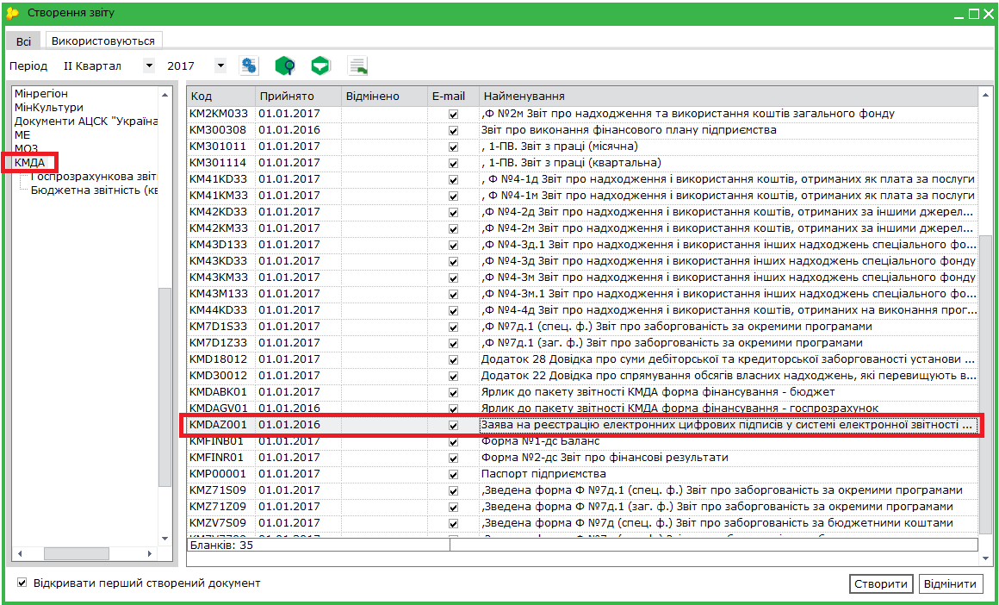 Створення звіту
Всі Використовуються
Період II Квартал 2017
Мінрегіон
МінКультури
Документи АЦСК "Україна
МЕ
МОЗ
КМДА
Госпрозрахункова звіт
Бюджетна звітність (кв
Код Прийнято Відмінено E-mail Найменування
KM2KM033 01.01.2017 ,Ф №2м Звіт про надходження та використання коштів загального фонду
KM300308 01.01.2016 Звіт про виконання фінансового плану підприємства
KM301011 01.01.2017 , 1-ПВ. Звіт з праці (місячна)
KM301114 01.01.2017 , 1-ПВ. Звіт з праці (квартальна)
KM41KD33 01.01.2017 , Ф №4-1д Звіт про надходження і використання коштів, отриманих як плата за послуги
KM41KM33 01.01.2017 , Ф №4-1м Звіт про надходження і використання коштів, отриманих як плата за послуги
KM42KD33 01.01.2017 ,Ф №4-2д Звіт про надходження і використання коштів, отриманих за іншими джерел...
KM42KM33 01.01.2017 ,Ф №4-2м Звіт про надходження і використання коштів, отриманих за іншими джерел...
KM43D133 01.01.2017 ,Ф №4-3д.1 Звіт про надходження і використання інших надходжень спеціального фо...
KM43KD33 01.01.2017 ,Ф №4-3д Звіт про надходження і використання інших надходжень спеціального фонду
KM43KM33 01.01.2017 ,Ф №4-3м Звіт про надходження і використання інших надходжень спеціального фонду
KM43M133 01.01.2017 ,Ф №4-3м.1 Звіт про надходження і використання інших надходжень спеціального фо...
KM44KD33 01.01.2017 ,Ф №4-4д Звіт про надходження і використання коштів, отриманих на виконання прог...
KM7D1S33 01.01.2017 ,Ф №7д.1 (спец. ф.) Звіт про заборгованість за окремими програмами
KM7D1Z33 01.01.2017 ,Ф №7д.1 (заг. ф.) Звіт про заборгованість за окремими програмами
KMD18012 01.01.2017 Додаток 28 Довідка про суми дебіторської та кредиторської заборгованості установи ...
KMD30012 01.01.2017 Додаток 22 Довідка про спрямування обсягів власних надходжень, які перевищують в...
KMDABK01 01.01.2017 Ярлик до пакету звітності КМДА форма фінансування - бюджет
KMDAGV01 01.01.2016 Ярлик до пакету звітності КМДА форма фінансування - госпрозрахунок
KMDAZ001 01.01.2016 Заява на реєстрацію електронних цифрових підписів у системі електронної звітності ...
KMFINB01 01.01.2017 Форма №1-дс Баланс
KMFINR01 01.01.2017 Форма №2-дс Звіт про фінансові результати
KMP00001 01.01.2017 Паспорт підприємства
KMZ71S09 01.01.2017 ,Зведена форма Ф №7д.1 (спец. ф.) Звіт про заборгованість за окремими програмами
KMZ71Z09 01.01.2017 ,Зведена форма Ф №7д.1 (заг. ф.) Звіт про заборгованість за окремими програмами
KMZV7S09 01.01.2017 ,Зведена форма Ф №7д (спец. ф.) Звіт про заборгованість за бюджетними коштами
Бланків: 35
Відкривати перший створений документ
Створити Відмінити